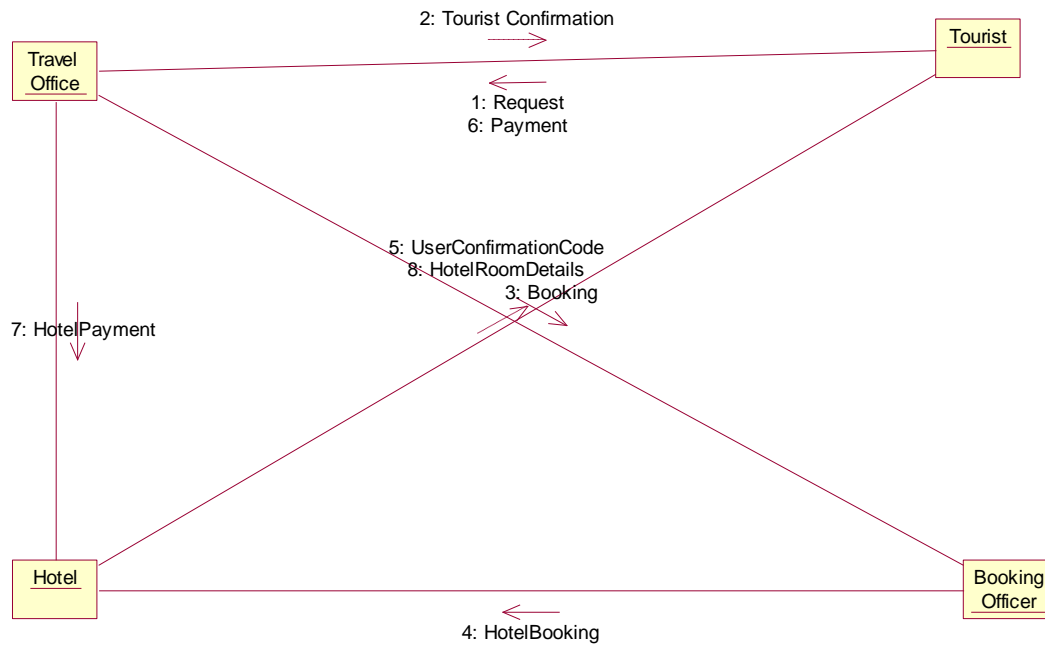 2: Tourist Confirmation
Travel
Office
Tourist
1: Request
6: Payment
5: UserConfirmationCode
8: HotelRoomDetails
3: Booking
7: HotelPayment
Hotel
Booking
Officer
4: HotelBooking